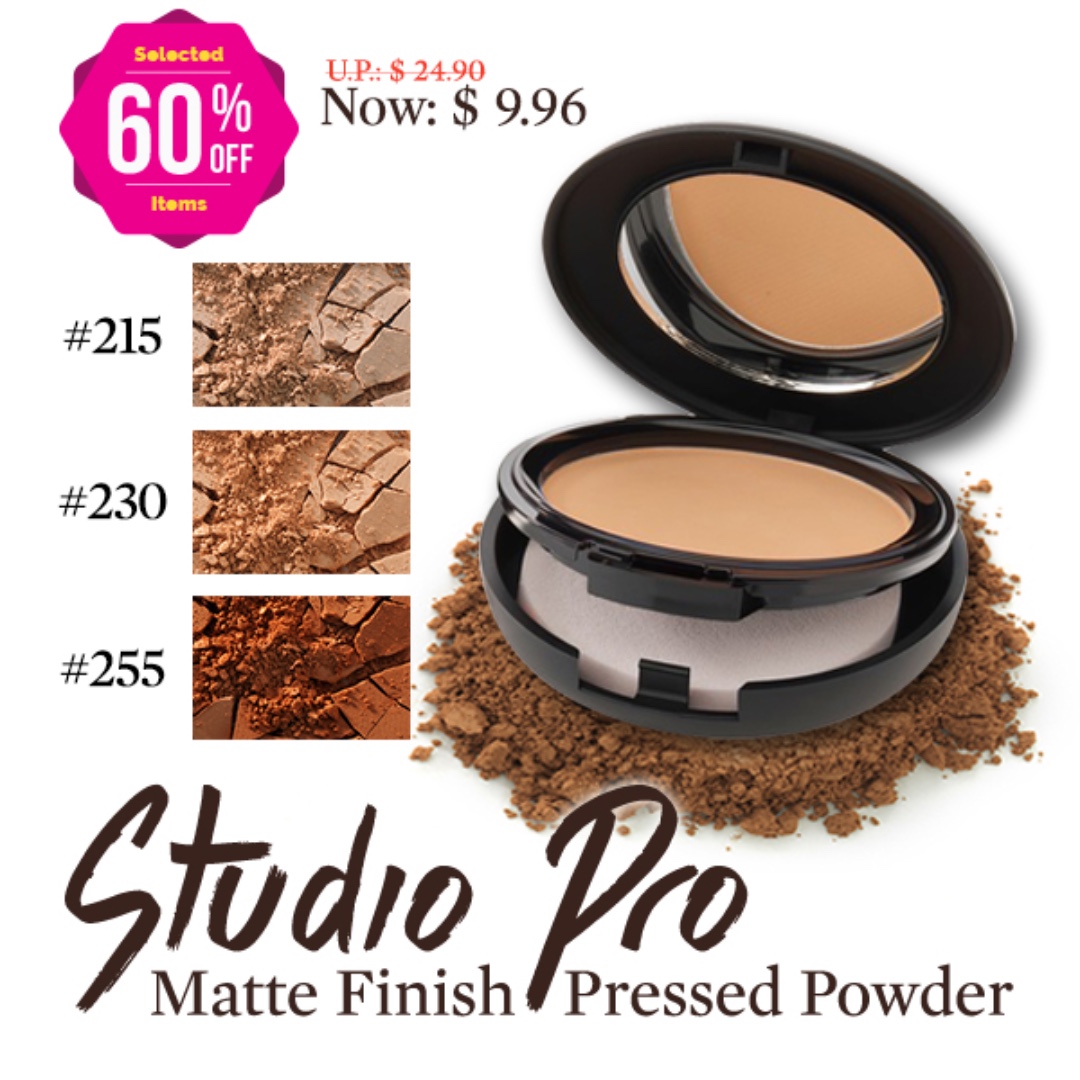 Selected
60% OFF
Items
U.P.: $ 24.90
Now: $ 9.96
#215
#230
#255
Studio Pro
Matte Finish Pressed Powder